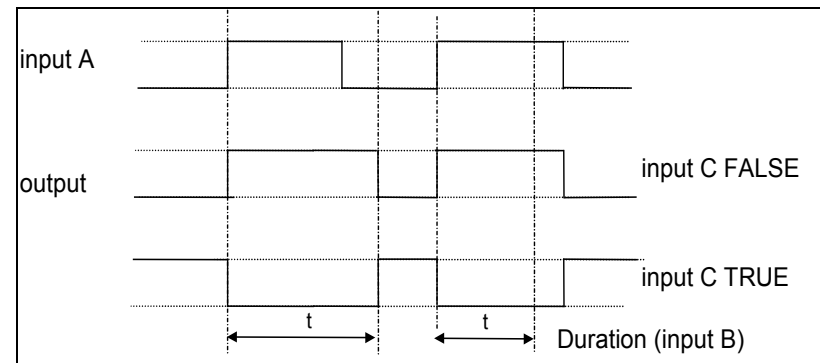 input A
output
input C FALSE
input C TRUE
t
t
Duration (input B)